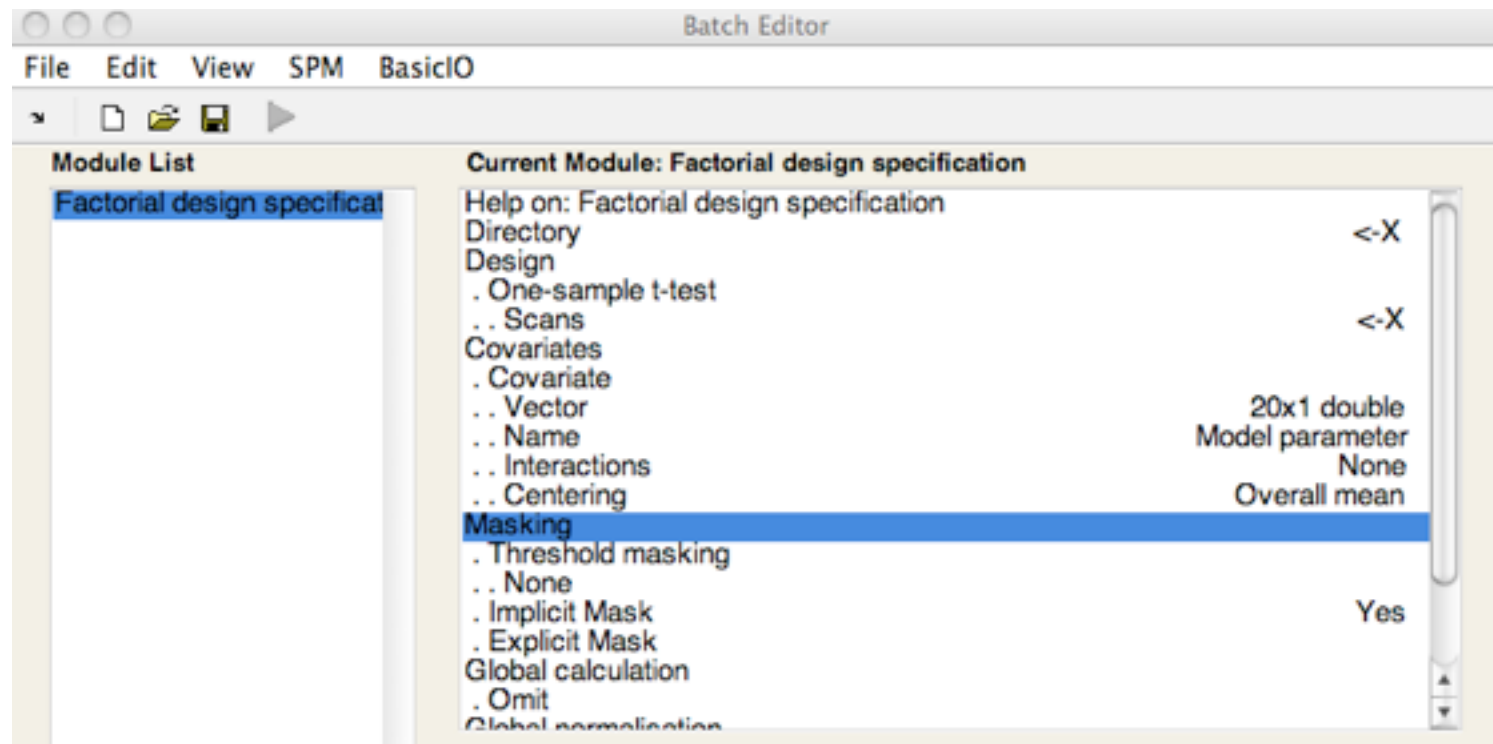 Batch Editor
File Edit View SPM BasicIO
Module List
Factorial design specificat
Current Module: Factorial design specification
Help on: Factorial design specification
Directory <-X
Design
. One-sample t-test
. . Scans <-X
Covariates
. Covariate
. . Vector 20x1 double
. . Name Model parameter
. . Interactions None
. . Centering Overall mean
Masking
. Threshold masking
. . None
. Implicit Mask Yes
. Explicit Mask
Global calculation
. Omit
Global normalisation